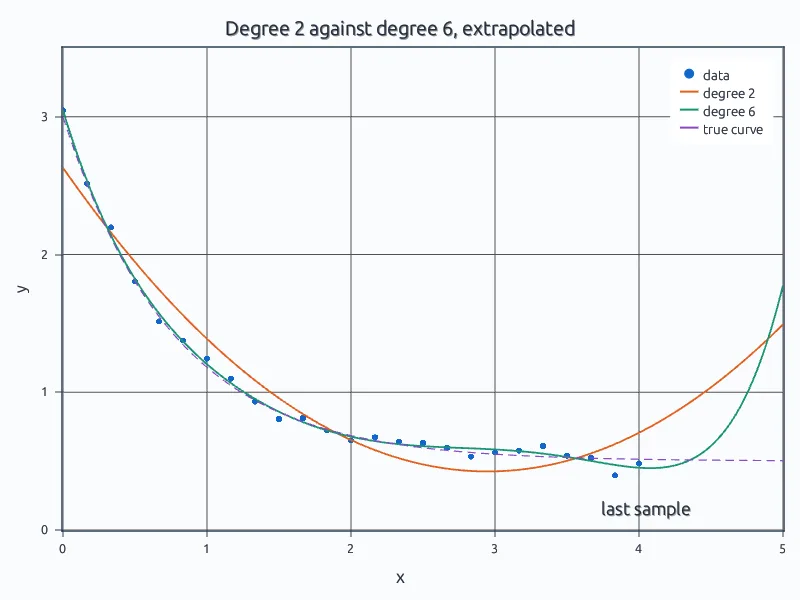 Degree 2 against degree 6, extrapolated
data
degree 2
degree 6
true curve
3
2
y
1
last sample
0
0 1 2 3 4 5
x